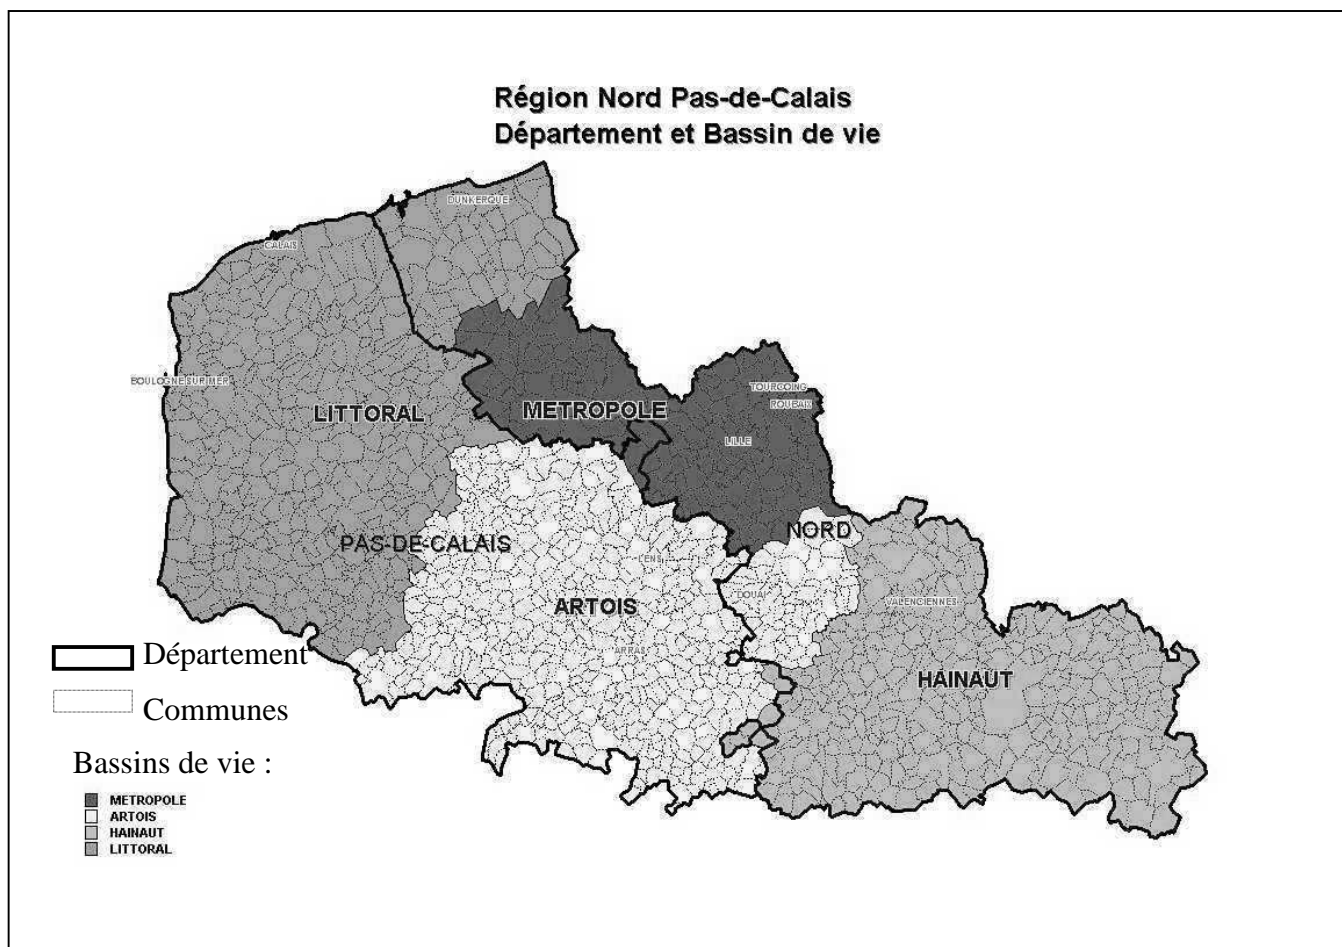 Région Nord Pas-de-Calais
Département et Bassin de vie
DUNKERQUE
CALAIS
BOULOGNE SUR MER
TOURCOING
ROUBAIX
LITTORAL
METROPOLE
LILLE
NORD
PAS-DE-CALAIS
LENS
DOUAI
VALENCIENNES
ARTOIS
ARRAS
HAINAUT
Département
Communes
Bassins de vie :
METROPOLE
ARTOIS
HAINAUT
LITTORAL